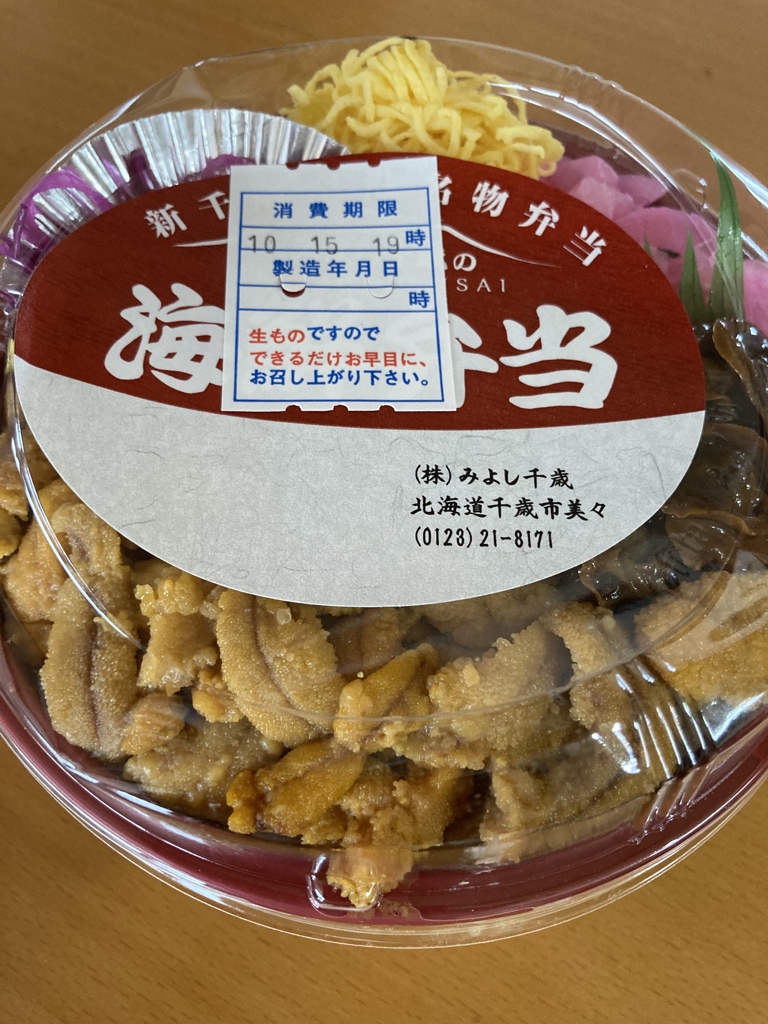 新千
名物弁当
の
SAI
海
弁当
消費期限
10 15 19時
製造年月日
時
生ものですので
できるだけお早目に、
お召し上がり下さい。
(株)みよし千歳
北海道千歳市美々
(0123)21-8171